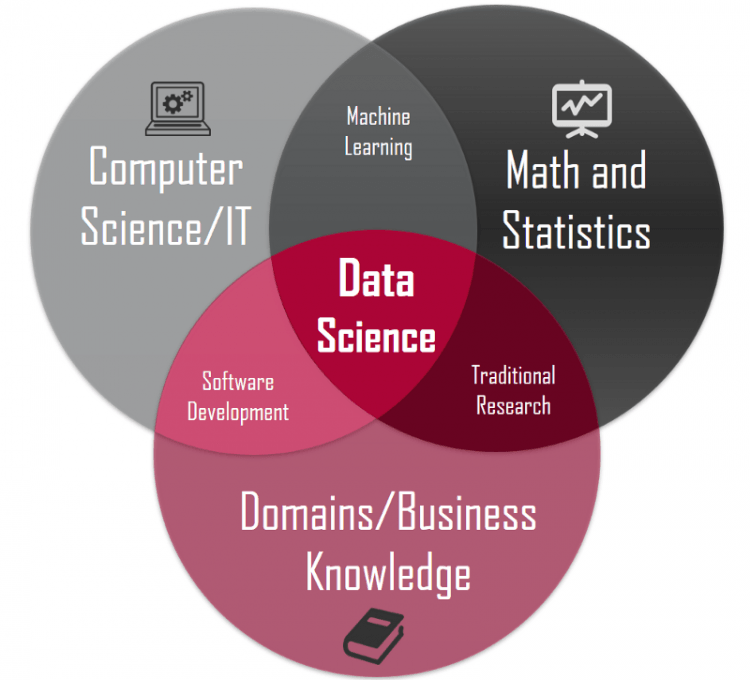 Machine
Learning
Computer
Science/IT
Math and
Statistics
Data
Science
Software
Development
Traditional
Research
Domains/Business
Knowledge